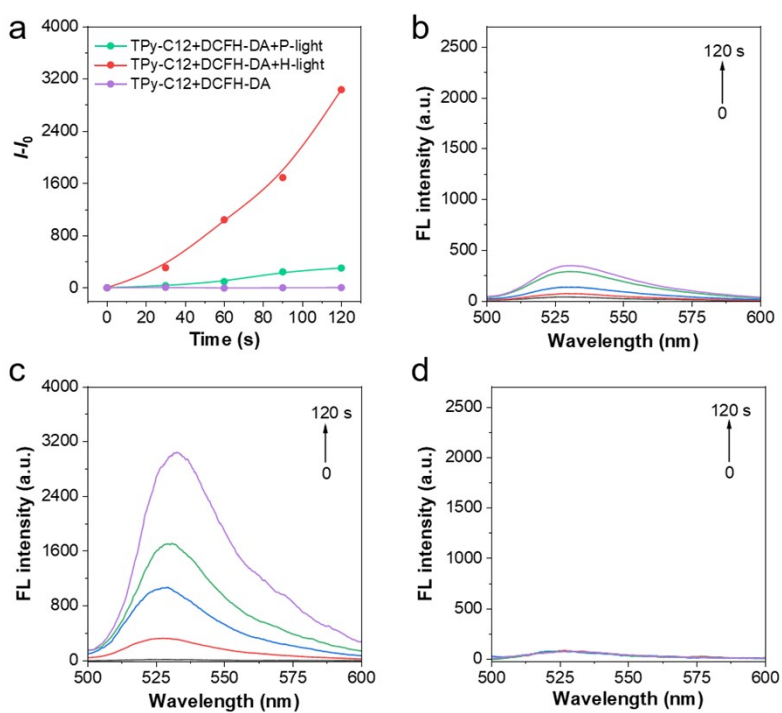 a
4000
3200
2400
1600
800
0
I-I0
TPy-C12+DCFH-DA+P-light
TPy-C12+DCFH-DA+H-light
TPy-C12+DCFH-DA
0 20 40 60 80 100 120
Time (s)
b
2500
2000
1500
1000
500
0
FL intensity (a.u.)
120 s
0
500 525 550 575 600
Wavelength (nm)
c
4000
3200
2400
1600
800
0
FL intensity (a.u.)
120 s
0
500 525 550 575 600
Wavelength (nm)
d
2500
2000
1500
1000
500
0
FL intensity (a.u.)
120 s
0
500 525 550 575 600
Wavelength (nm)